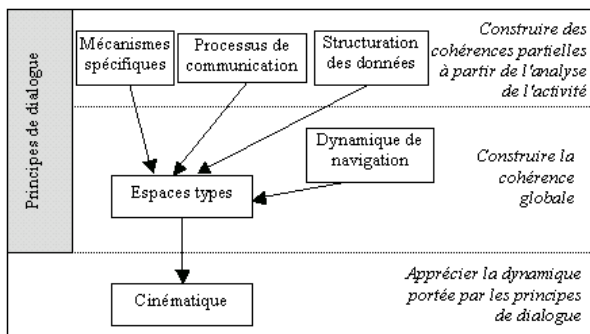 Principes de dialogue
Mécanismes
spécifiques
Processus de
communication
Structuration
des données
Construire des
cohérences partielles
à partir de l'analyse
de l'activité
Dynamique de
navigation
Espaces types
Construire la
cohérence
globale
Cinématique
Apprécier la dynamique
portée par les principes
de dialogue